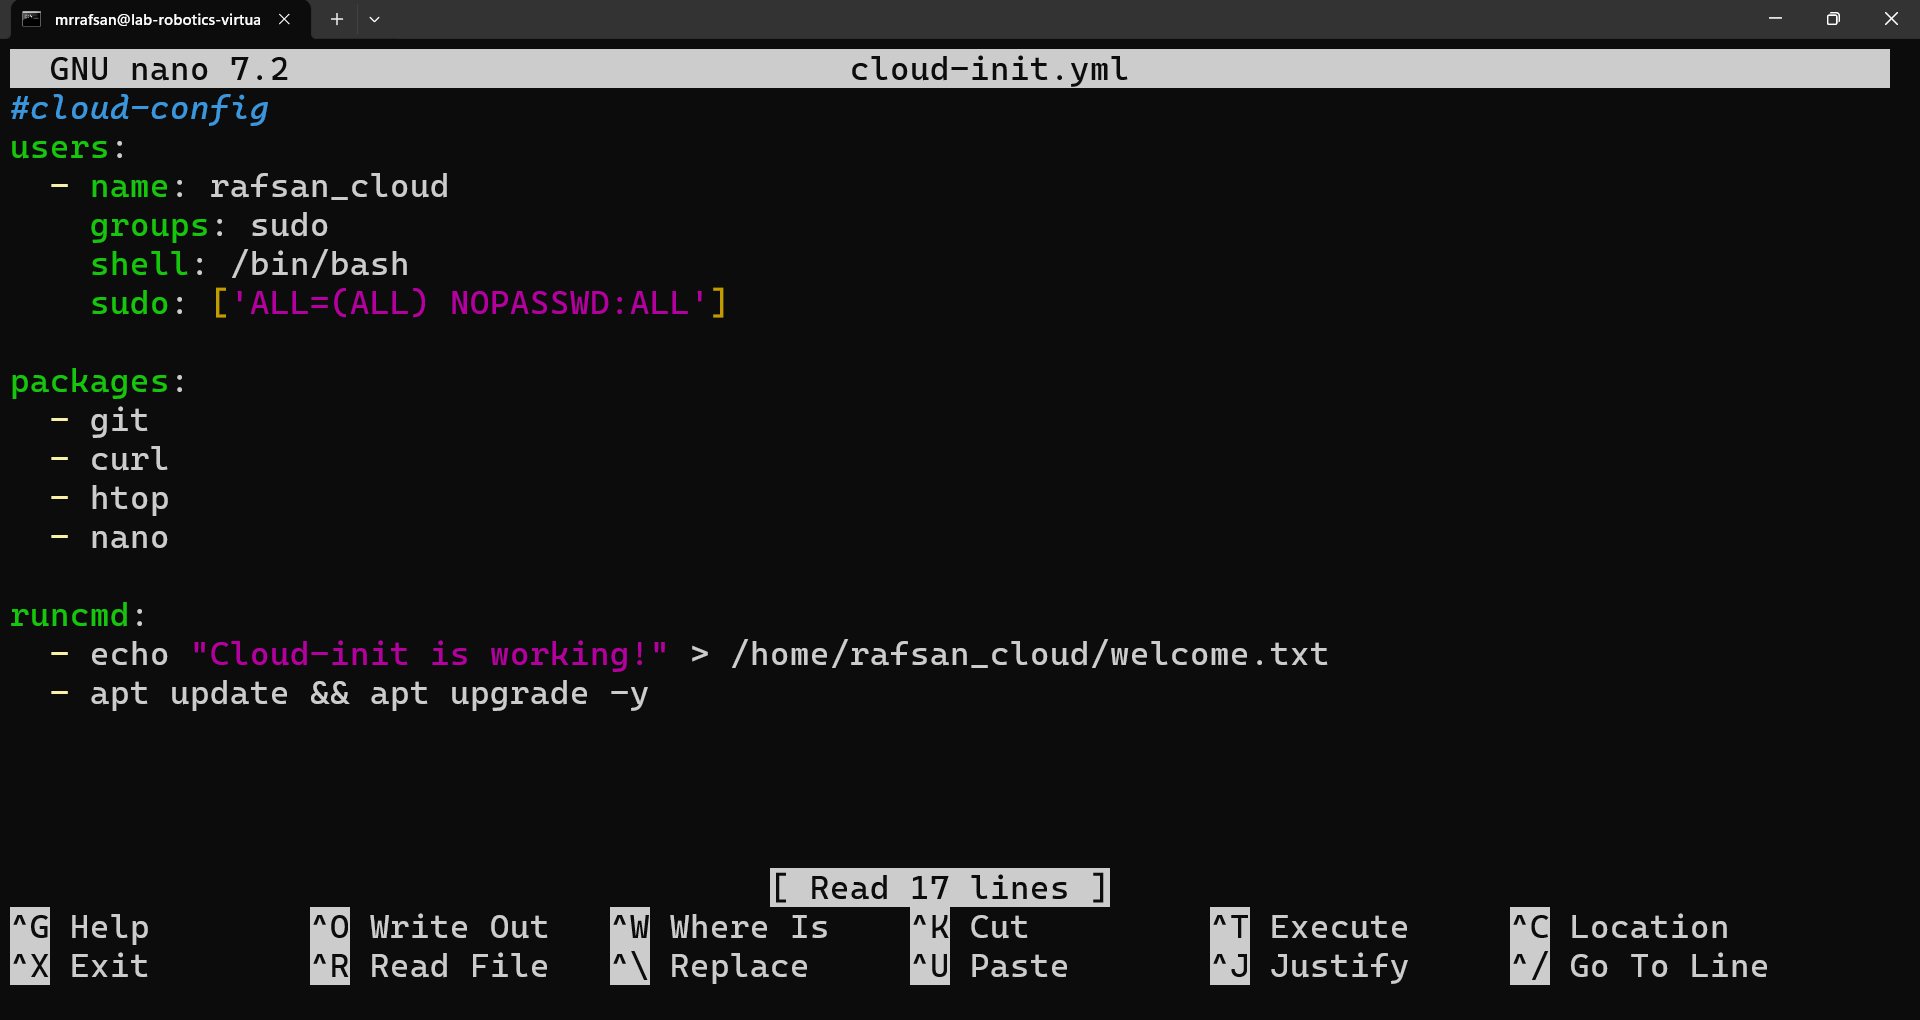 mrrafsan@lab-robotics-virtua
GNU nano 7.2 cloud-init.yml
#cloud-config
users:
  - name: rafsan_cloud
    groups: sudo
    shell: /bin/bash
    sudo: ['ALL=(ALL) NOPASSWD:ALL']
packages:
  - git
  - curl
  - htop
  - nano
runcmd:
  - echo "Cloud-init is working!" > /home/rafsan_cloud/welcome.txt
  - apt update && apt upgrade -y
[ Read 17 lines ]
^G Help ^O Write Out ^W Where Is ^K Cut ^T Execute ^C Location
^X Exit ^R Read File ^\ Replace ^U Paste ^J Justify ^/ Go To Line